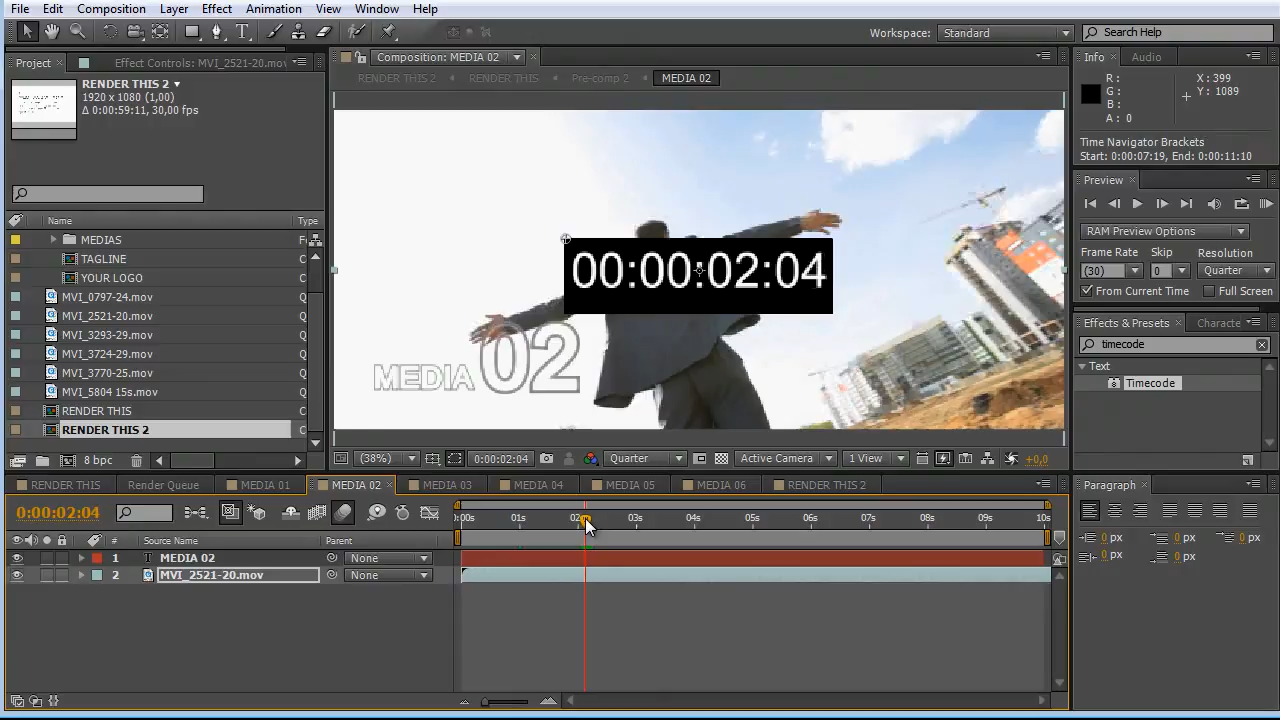 File Edit Composition Layer Effect Animation View Window Help
Workspace: Standard Search Help
Project Effect Controls: MVI_2521-20.mov
RENDER THIS 2
1920 x 1080 (1,00)
Δ 0:00:59:11, 30,00 fps
Name Type
MEDIAS
TAGLINE C
YOUR LOGO C
MVI_0797-24.mov Q
MVI_2521-20.mov Q
MVI_3293-29.mov Q
MVI_3724-29.mov Q
MVI_3770-25.mov Q
MVI_5804 15s.mov Q
RENDER THIS C
RENDER THIS 2 C
8 bpc
Composition: MEDIA 02
RENDER THIS 2 RENDER THIS Pre-comp 2 MEDIA 02
00:00:02:04
MEDIA 02
(38%) 0:00:02:04 Quarter Active Camera 1 View +0,0
Info Audio
R: X: 399
G: Y: 1089
B:
A: 0
Time Navigator Brackets
Start: 0:00:07:19, End: 0:00:11:10
Preview
RAM Preview Options
Frame Rate Skip Resolution
(30) 0 Quarter
From Current Time Full Screen
Effects & Presets Characte
timecode
Text
Timecode
RENDER THIS Render Queue MEDIA 01 MEDIA 02 MEDIA 03 MEDIA 04 MEDIA 05 MEDIA 06 RENDER THIS 2
0:00:02:04
:00s 01s 02s 03s 04s 05s 06s 07s 08s 09s 10s
# Source Name Parent
1 T MEDIA 02 None
2 MVI_2521-20.mov None
Paragraph
0 px 0 px 0 px
0 px 0 px